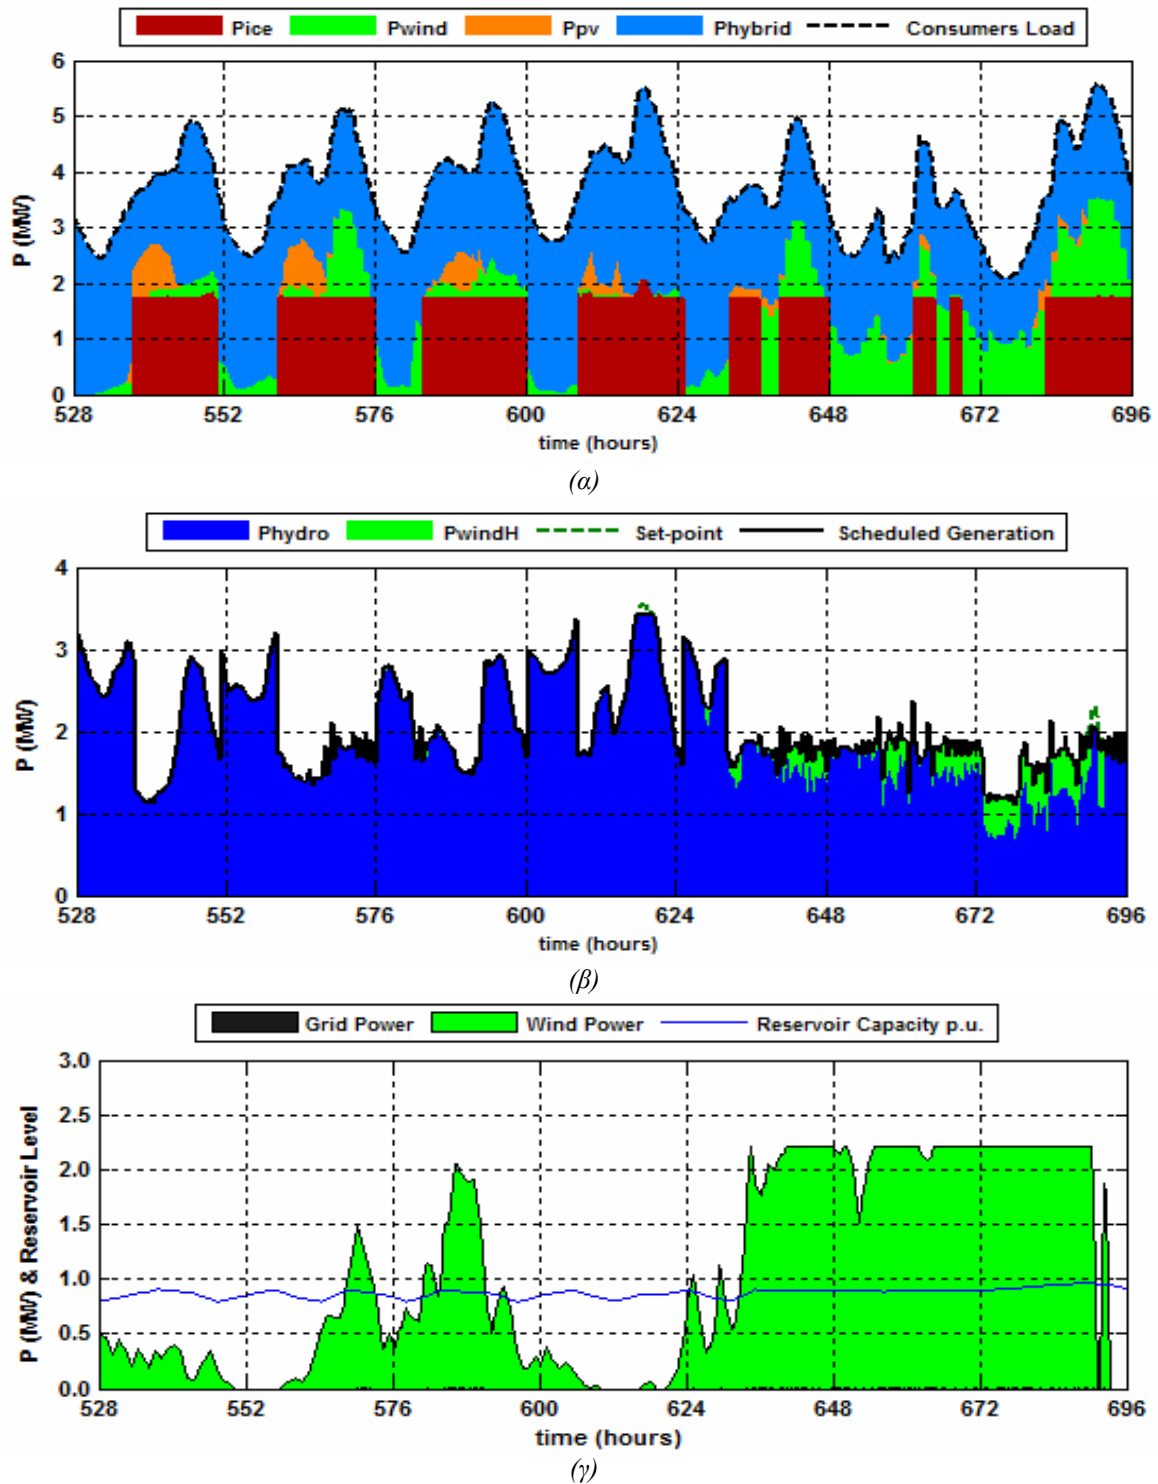 Pice Pwind Ppv Phybrid Consumers Load
P (MW)
6
5
4
3
2
1
0
528 552 576 600 624 648 672 696
time (hours)
(α)
Phydro PwindH Set-point Scheduled Generation
P (MW)
4
3
2
1
0
528 552 576 600 624 648 672 696
time (hours)
(β)
Grid Power Wind Power Reservoir Capacity p.u.
P (MW) & Reservoir Level
3.0
2.5
2.0
1.5
1.0
0.5
0.0
528 552 576 600 624 648 672 696
time (hours)
(γ)